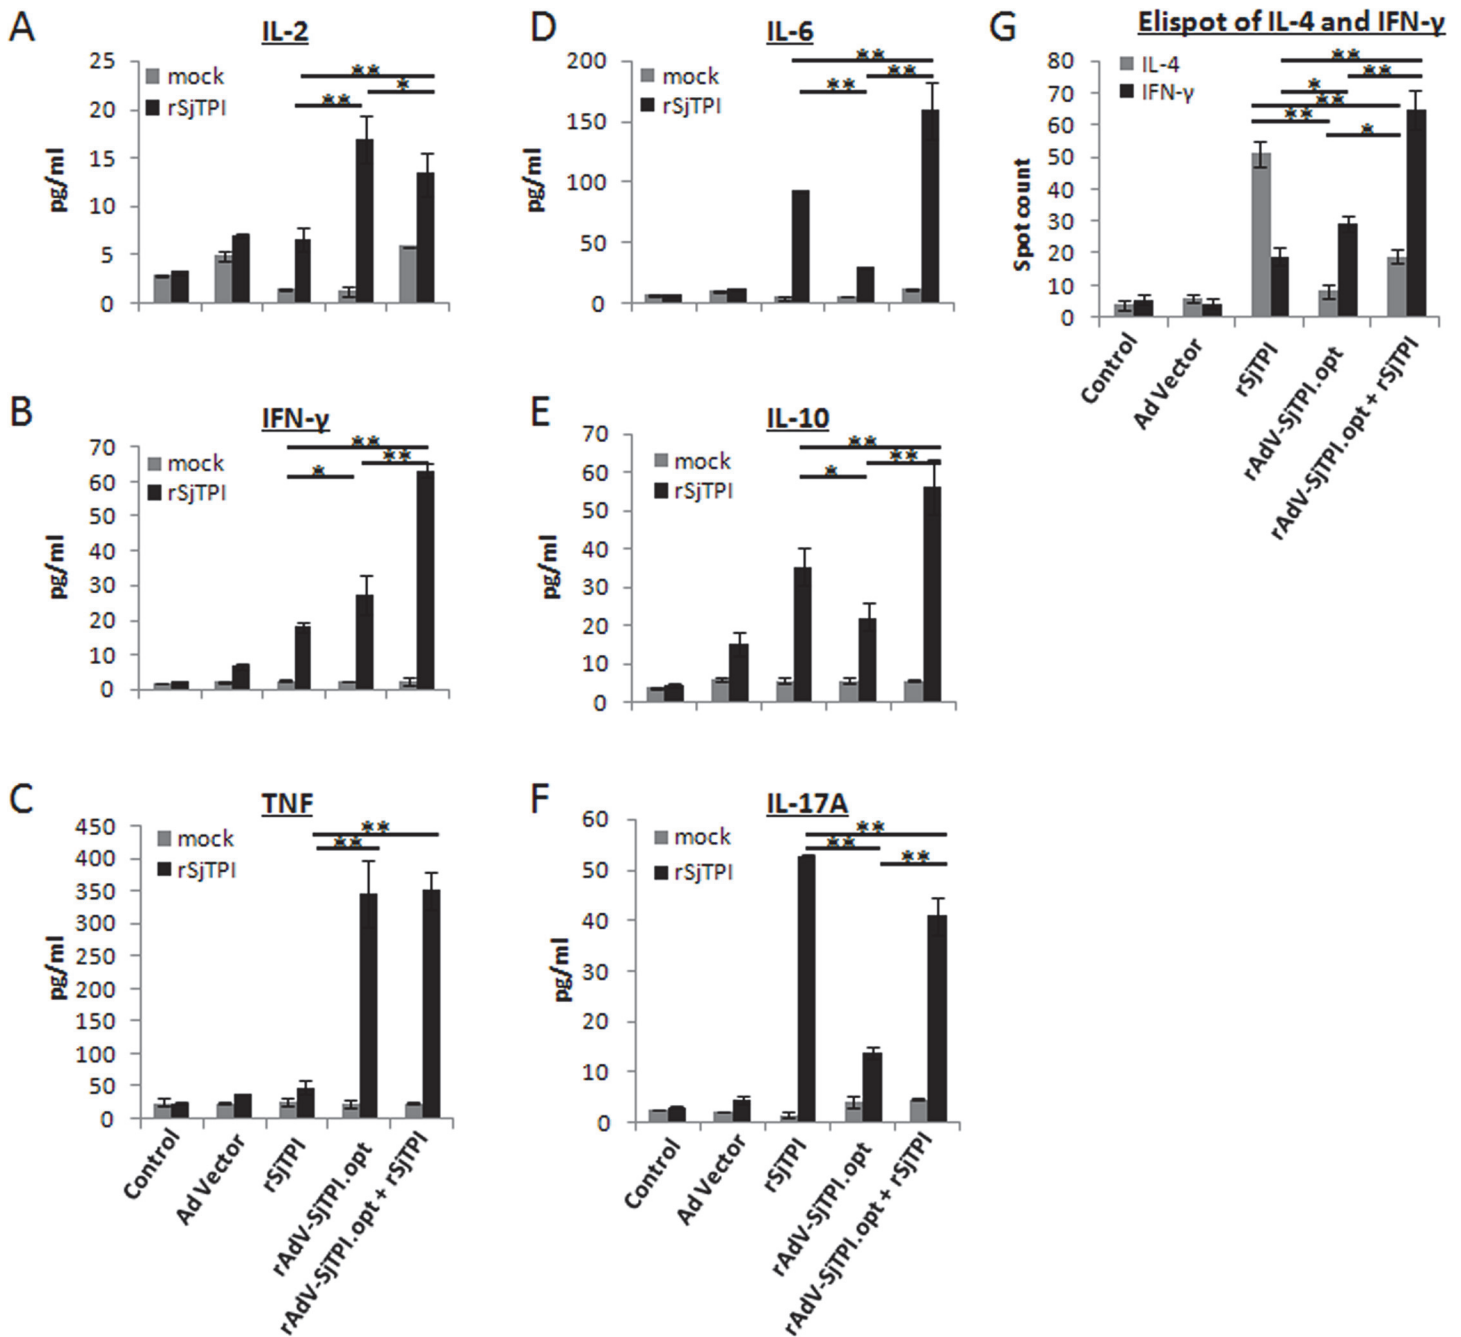 A
IL-2
mock
rSjTPI
**
*
**
25
20
15
10
5
0
pg/ml
B
IFN-γ
mock
rSjTPI
**
**
*
70
60
50
40
30
20
10
0
pg/ml
C
TNF
mock
rSjTPI
**
**
450
400
350
300
250
200
150
100
50
0
pg/ml
Control
Ad Vector
rSjTPI
rAdV-SjTPI.opt
rAdV-SjTPI.opt + rSjTPI
D
IL-6
mock
rSjTPI
**
**
**
200
150
100
50
0
pg/ml
E
IL-10
mock
rSjTPI
**
**
*
70
60
50
40
30
20
10
0
pg/ml
F
IL-17A
mock
rSjTPI
**
**
**
60
50
40
30
20
10
0
pg/ml
Control
Ad Vector
rSjTPI
rAdV-SjTPI.opt
rAdV-SjTPI.opt + rSjTPI
G
Elispot of IL-4 and IFN-γ
IL-4
IFN-γ
**
**
*
**
**
*
80
70
60
50
40
30
20
10
0
Spot count
Control
Ad Vector
rSjTPI
rAdV-SjTPI.opt
rAdV-SjTPI.opt + rSjTPI